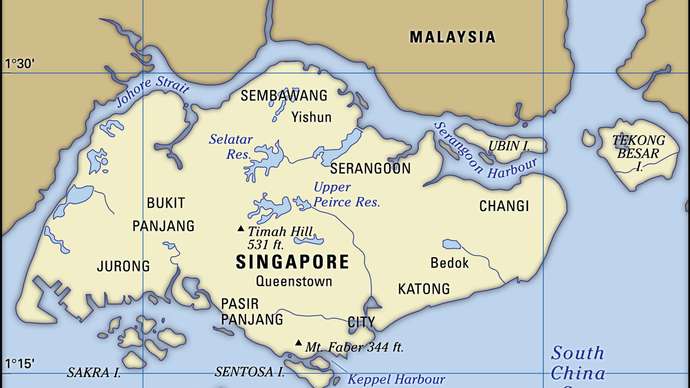 MALAYSIA
1°30'
Johore Strait
SEMBAWANG
Yishun
Selatar
Res.
SERANGOON
Serangoon Harbour
UBIN I.
TEKONG
BESAR
I.
Upper
Peirce Res.
BUKIT
PANJANG
CHANGI
Timah Hill
531 ft.
JURONG
SINGAPORE
Queenstown
Bedok
KATONG
PASIR
PANJANG
CITY
Mt. Faber 344 ft.
1°15'
SAKRA I.
SENTOSA I.
Keppel Harbour
South
China